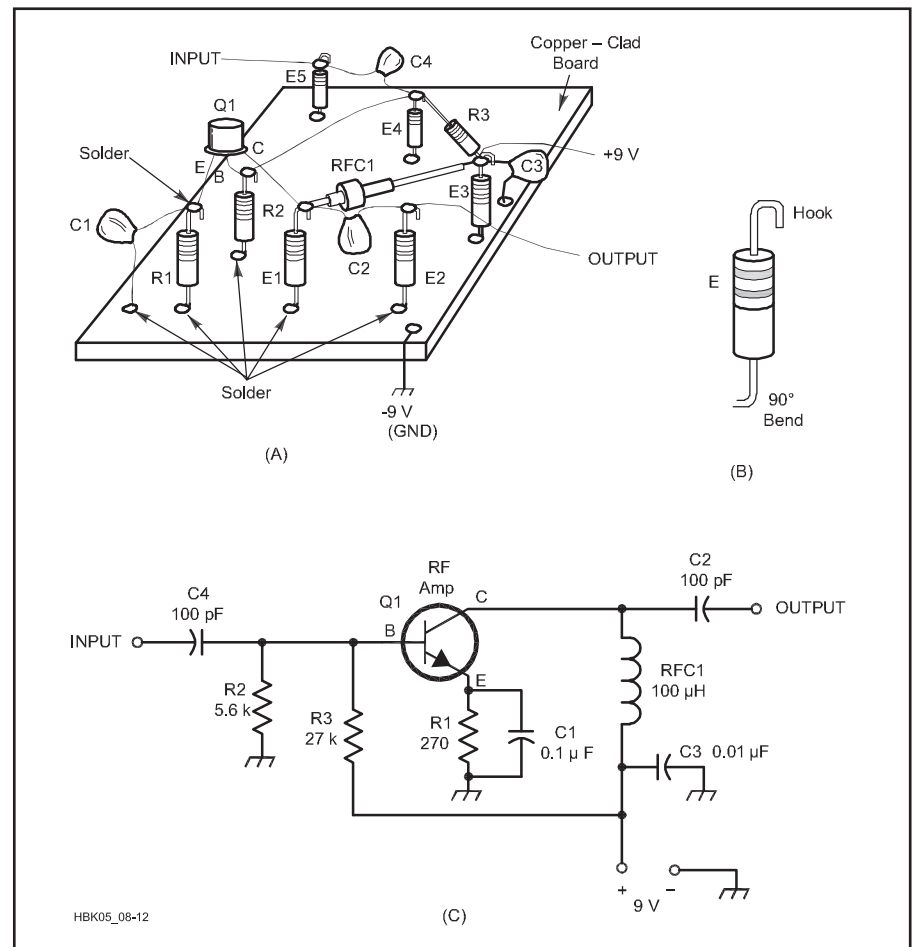 INPUT
C4
Copper – Clad
Board
E5
Q1
R3
E4
Solder
E
C
B
RFC1
+9 V
C3
E3
R2
C1
C2
OUTPUT
R1
E1
E2
Solder
-9 V
(GND)
(A)
Hook
E
90°
Bend
(B)
RF
Amp
C2
100 pF
C4
100 pF
Q1
C
OUTPUT
INPUT
B
RFC1
100 µH
E
R2
5.6 k
R3
27 k
R1
270
C1
0.1 µ F
C3 0.01 µF
+ –
9 V
HBK05_08-12
(C)